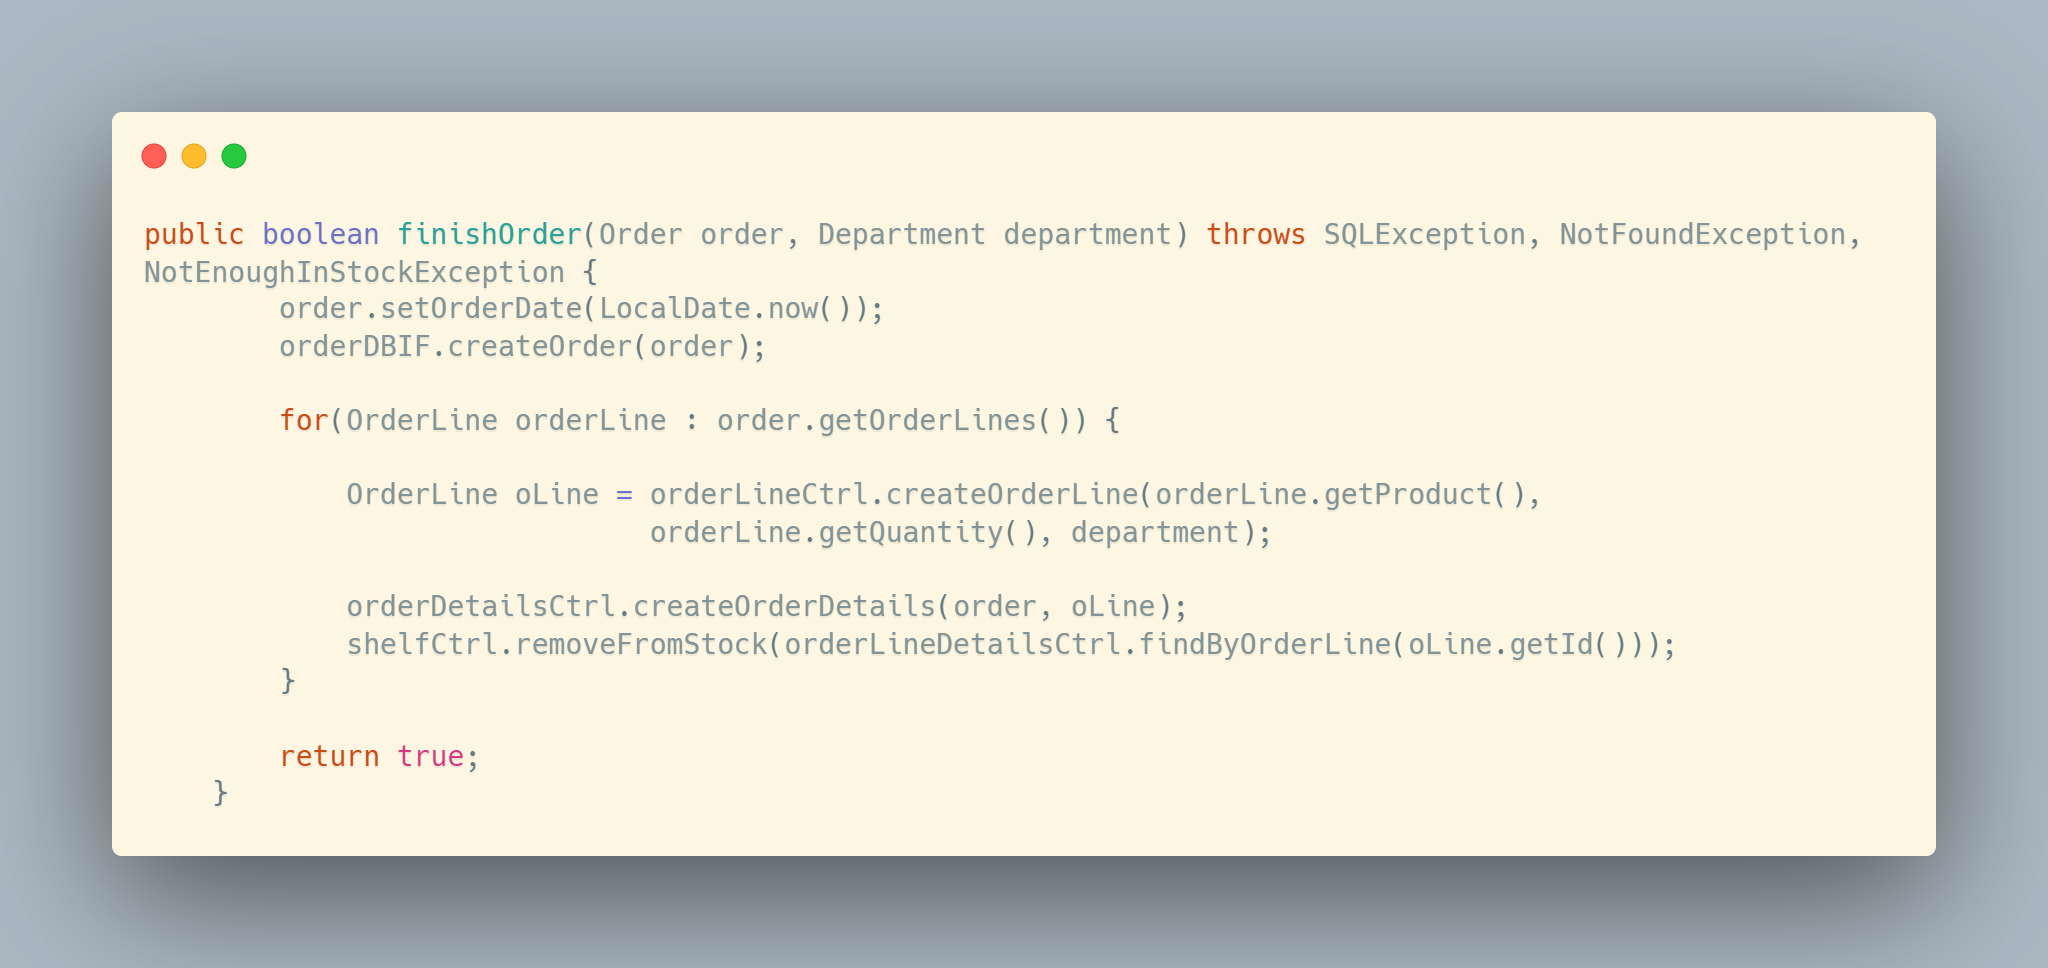 public boolean finishOrder(Order order, Department department) throws SQLException, NotFoundException,
NotEnoughInStockException {
        order.setOrderDate(LocalDate.now());
        orderDBIF.createOrder(order);

        for(OrderLine orderLine : order.getOrderLines()) {

            OrderLine oLine = orderLineCtrl.createOrderLine(orderLine.getProduct(),
                              orderLine.getQuantity(), department);

            orderDetailsCtrl.createOrderDetails(order, oLine);
            shelfCtrl.removeFromStock(orderLineDetailsCtrl.findByOrderLine(oLine.getId()));
        }

        return true;
    }